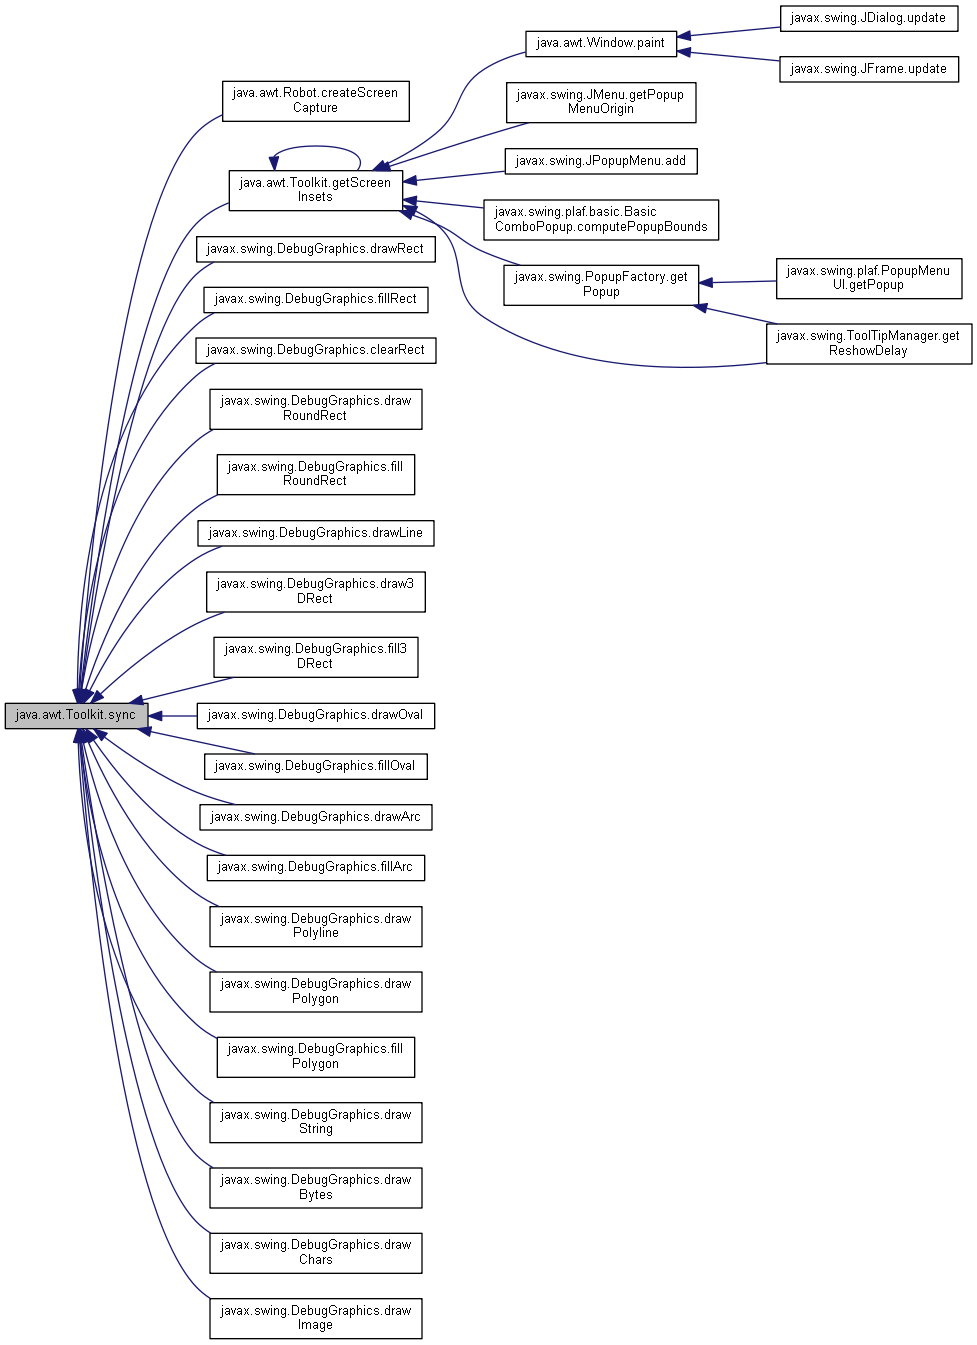 javax.swing.JDialog.update
java.awt.Window.paint
javax.swing.JFrame.update
java.awt.Robot.createScreen
Capture
javax.swing.JMenu.getPopup
MenuOrigin
javax.swing.JPopupMenu.add
java.awt.Toolkit.getScreen
Insets
javax.swing.plaf.basic.Basic
ComboPopup.computePopupBounds
javax.swing.DebugGraphics.drawRect
javax.swing.PopupFactory.get
Popup
javax.swing.plaf.PopupMenu
UI.getPopup
javax.swing.DebugGraphics.fillRect
javax.swing.ToolTipManager.get
ReshowDelay
javax.swing.DebugGraphics.clearRect
javax.swing.DebugGraphics.draw
RoundRect
javax.swing.DebugGraphics.fill
RoundRect
javax.swing.DebugGraphics.drawLine
javax.swing.DebugGraphics.draw3
DRect
javax.swing.DebugGraphics.fill3
DRect
java.awt.Toolkit.sync
javax.swing.DebugGraphics.drawOval
javax.swing.DebugGraphics.fillOval
javax.swing.DebugGraphics.drawArc
javax.swing.DebugGraphics.fillArc
javax.swing.DebugGraphics.draw
Polyline
javax.swing.DebugGraphics.draw
Polygon
javax.swing.DebugGraphics.fill
Polygon
javax.swing.DebugGraphics.draw
String
javax.swing.DebugGraphics.draw
Bytes
javax.swing.DebugGraphics.draw
Chars
javax.swing.DebugGraphics.draw
Image